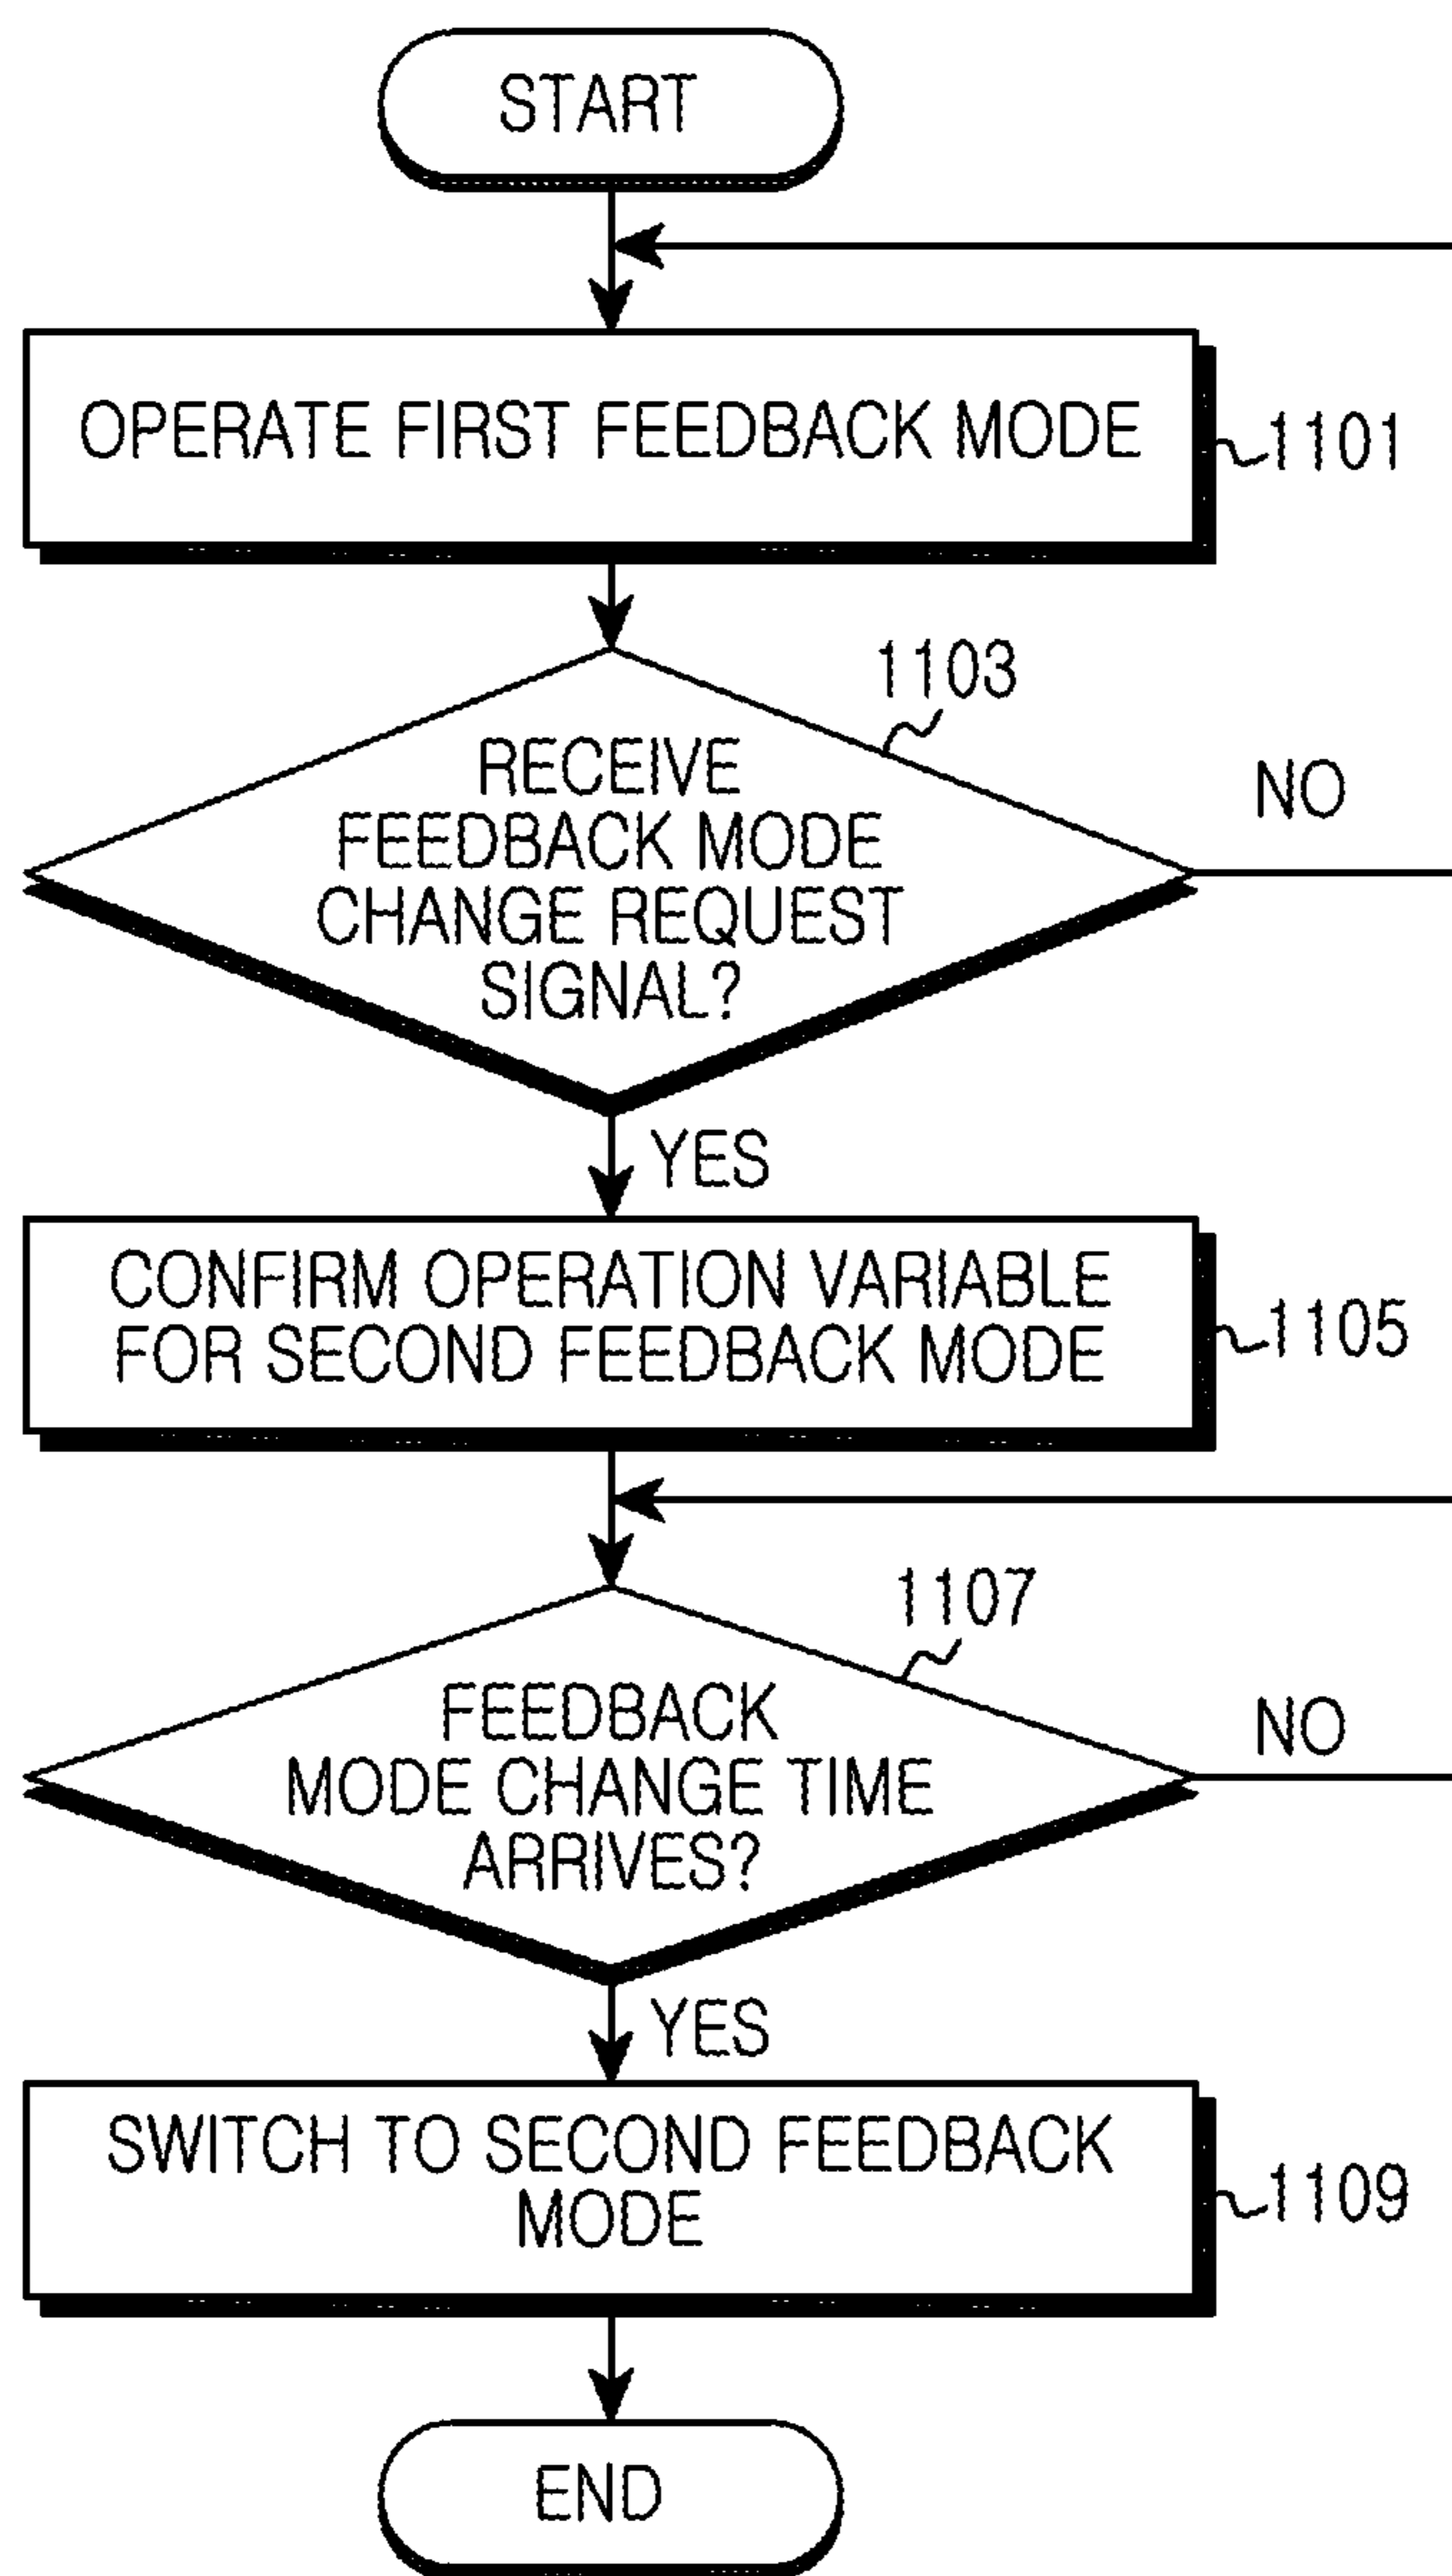 START
OPERATE FIRST FEEDBACK MODE
1101
1103
RECEIVE
FEEDBACK MODE
CHANGE REQUEST
SIGNAL?
NO
YES
CONFIRM OPERATION VARIABLE
FOR SECOND FEEDBACK MODE
1105
1107
FEEDBACK
MODE CHANGE TIME
ARRIVES?
NO
YES
SWITCH TO SECOND FEEDBACK
MODE
1109
END